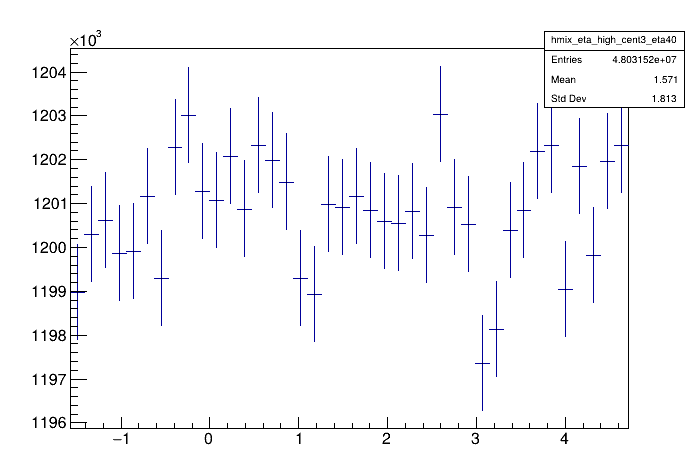 ×10³
hmix_eta_high_cent3_eta40
Entries 4.803152e+07
Mean 1.571
Std Dev 1.813
1204
1203
1202
1201
1200
1199
1198
1197
1196
−1 0 1 2 3 4